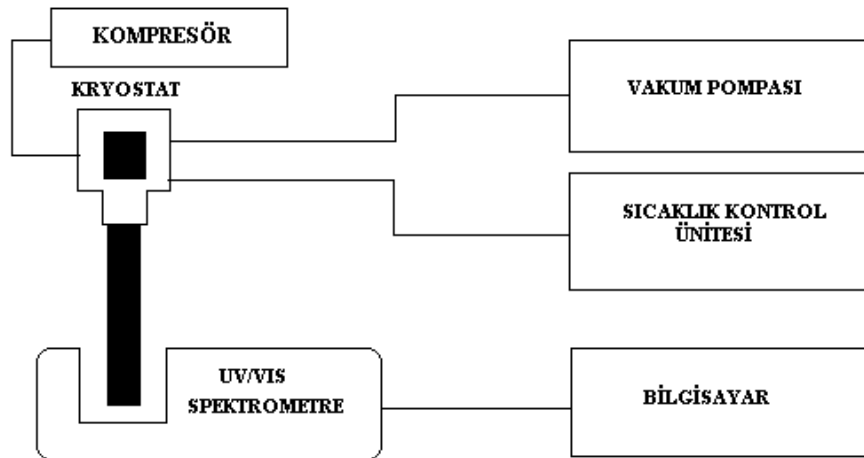 KOMPRESÖR
KRYOSTAT
VAKUM POMPASI
SICAKLIK KONTROL
ÜNİTESİ
UV/VIS
SPEKTROMETRE
BİLGİSAYAR